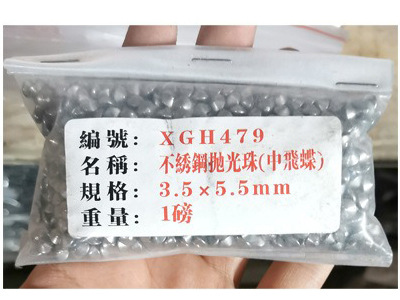 編號: XGH479
名稱: 不綉鋼拋光珠(中飛蝶)
規格: 3.5×5.5mm
重量: 1磅